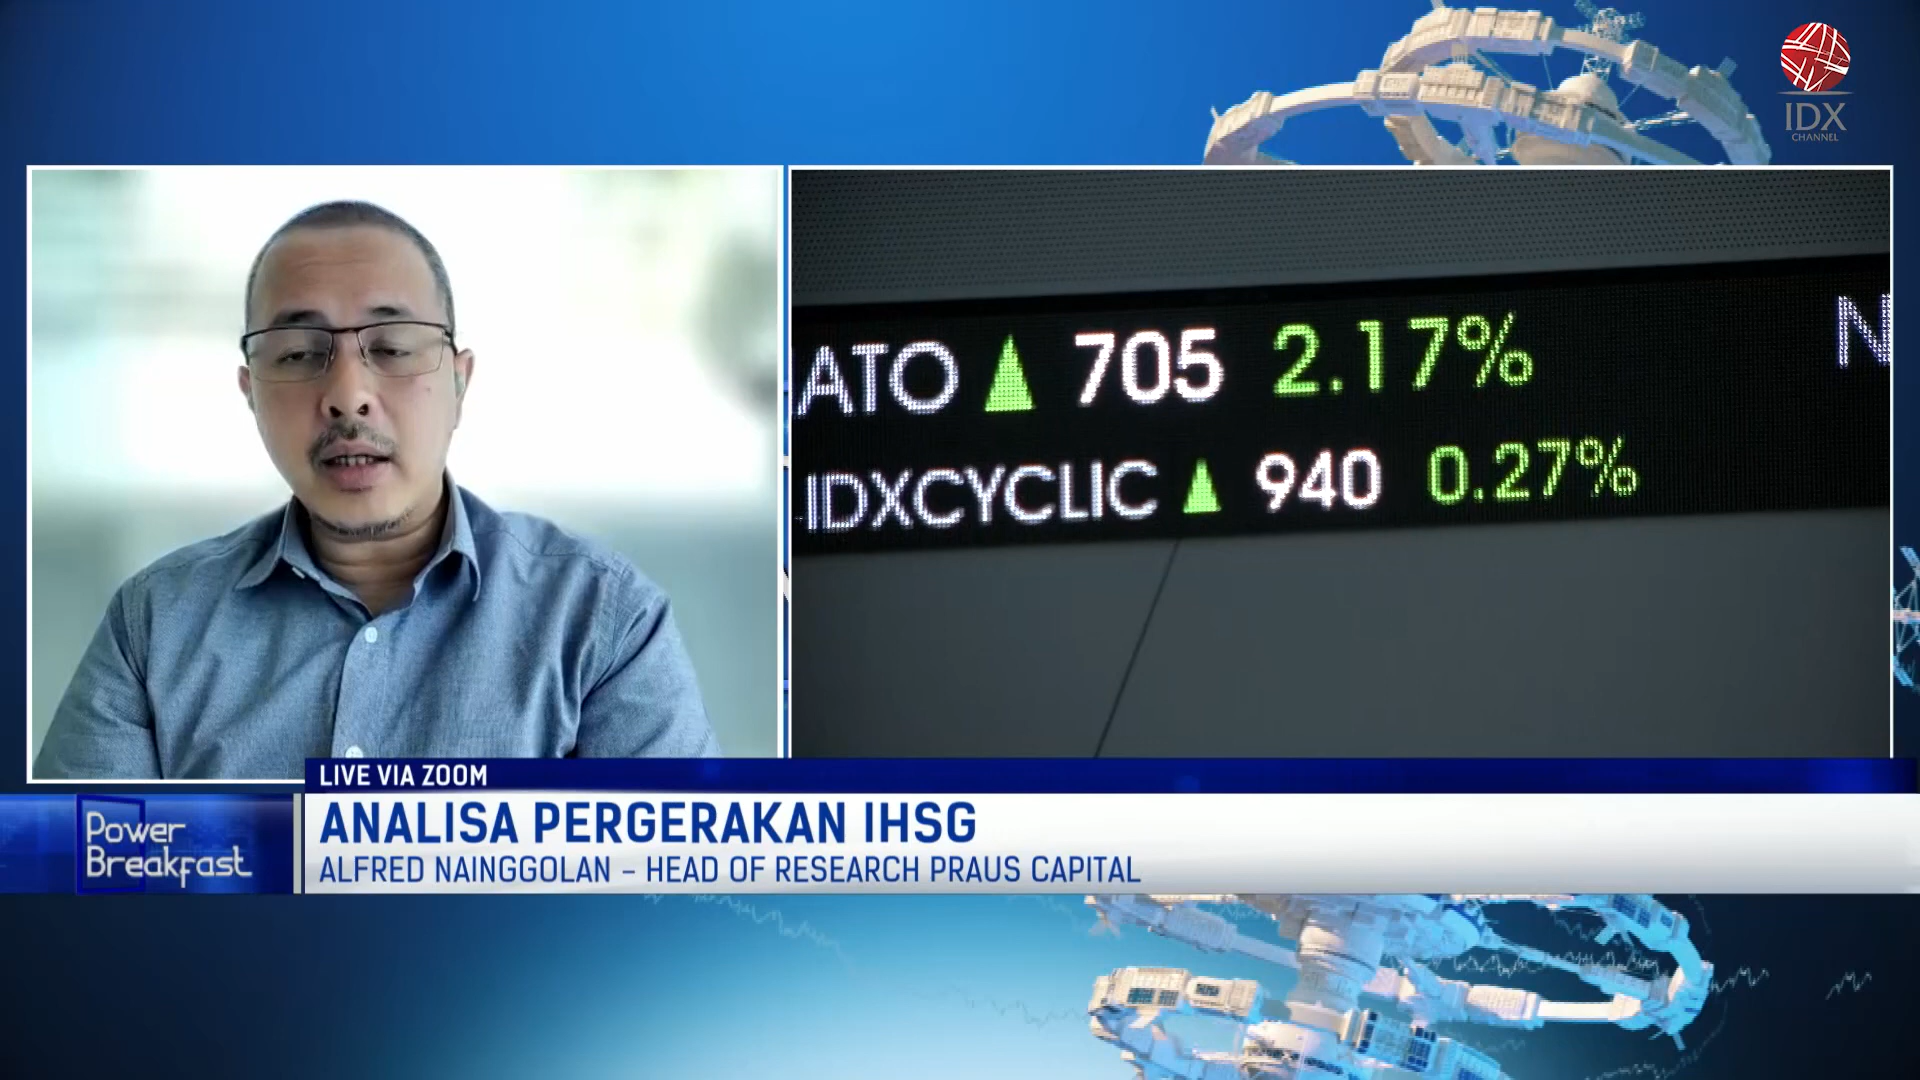 IDX
CHANNEL
ATO ▲ 705 2.17%
IDXCYCLIC ▲ 940 0.27%
LIVE VIA ZOOM
ANALISA PERGERAKAN IHSG
ALFRED NAINGGOLAN – HEAD OF RESEARCH PRAUS CAPITAL
Power
Breakfast